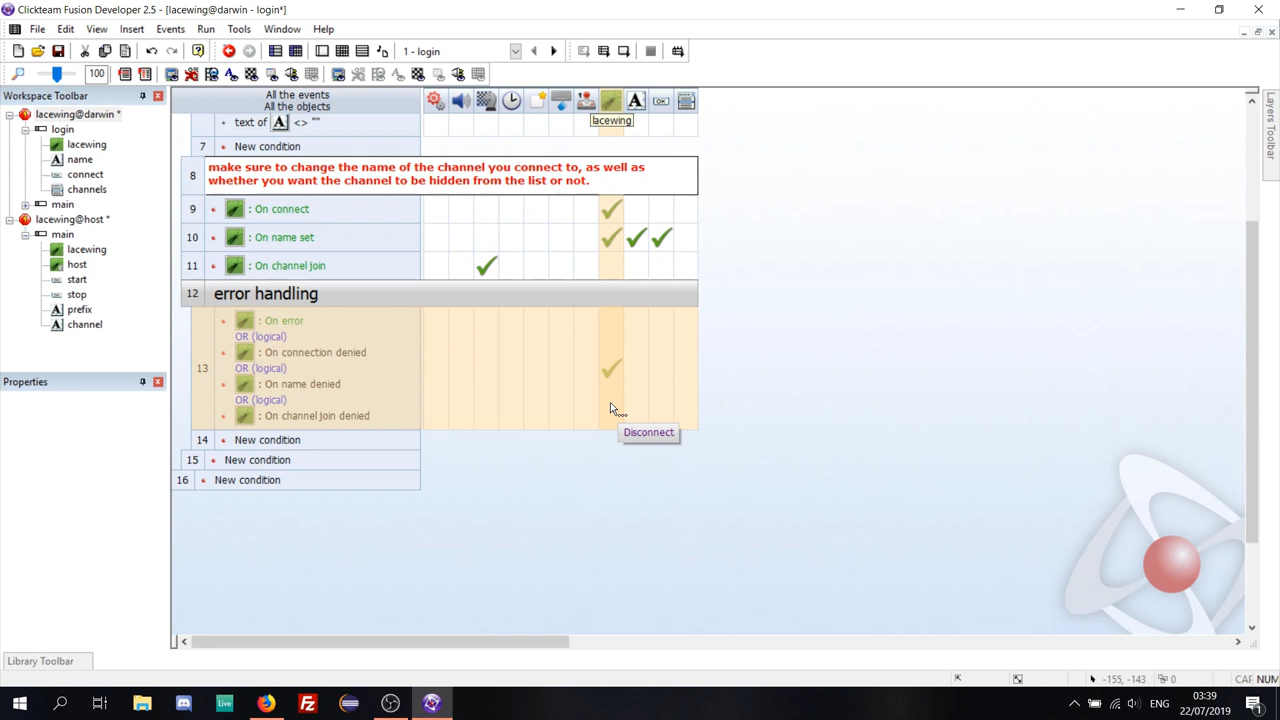 Clickteam Fusion Developer 2.5 - [lacewing@darwin - login*]
File Edit View Insert Events Run Tools Window Help
1 - login
100
Workspace Toolbar
lacewing@darwin *
login
lacewing
name
connect
channels
main
lacewing@host *
main
lacewing
host
start
stop
prefix
channel
Properties
Library Toolbar
All the events
All the objects
lacewing
text of A <> ""
7 New condition
8 make sure to change the name of the channel you connect to, as well as
whether you want the channel to be hidden from the list or not.
9 : On connect
10 : On name set
11 : On channel join
12 error handling
13
: On error
OR (logical)
: On connection denied
OR (logical)
: On name denied
OR (logical)
: On channel join denied
Disconnect
14 New condition
15 New condition
16 New condition
Layers Toolbar
-155, -143 0 CAP NUM
Live
ENG
03:39
22/07/2019
1